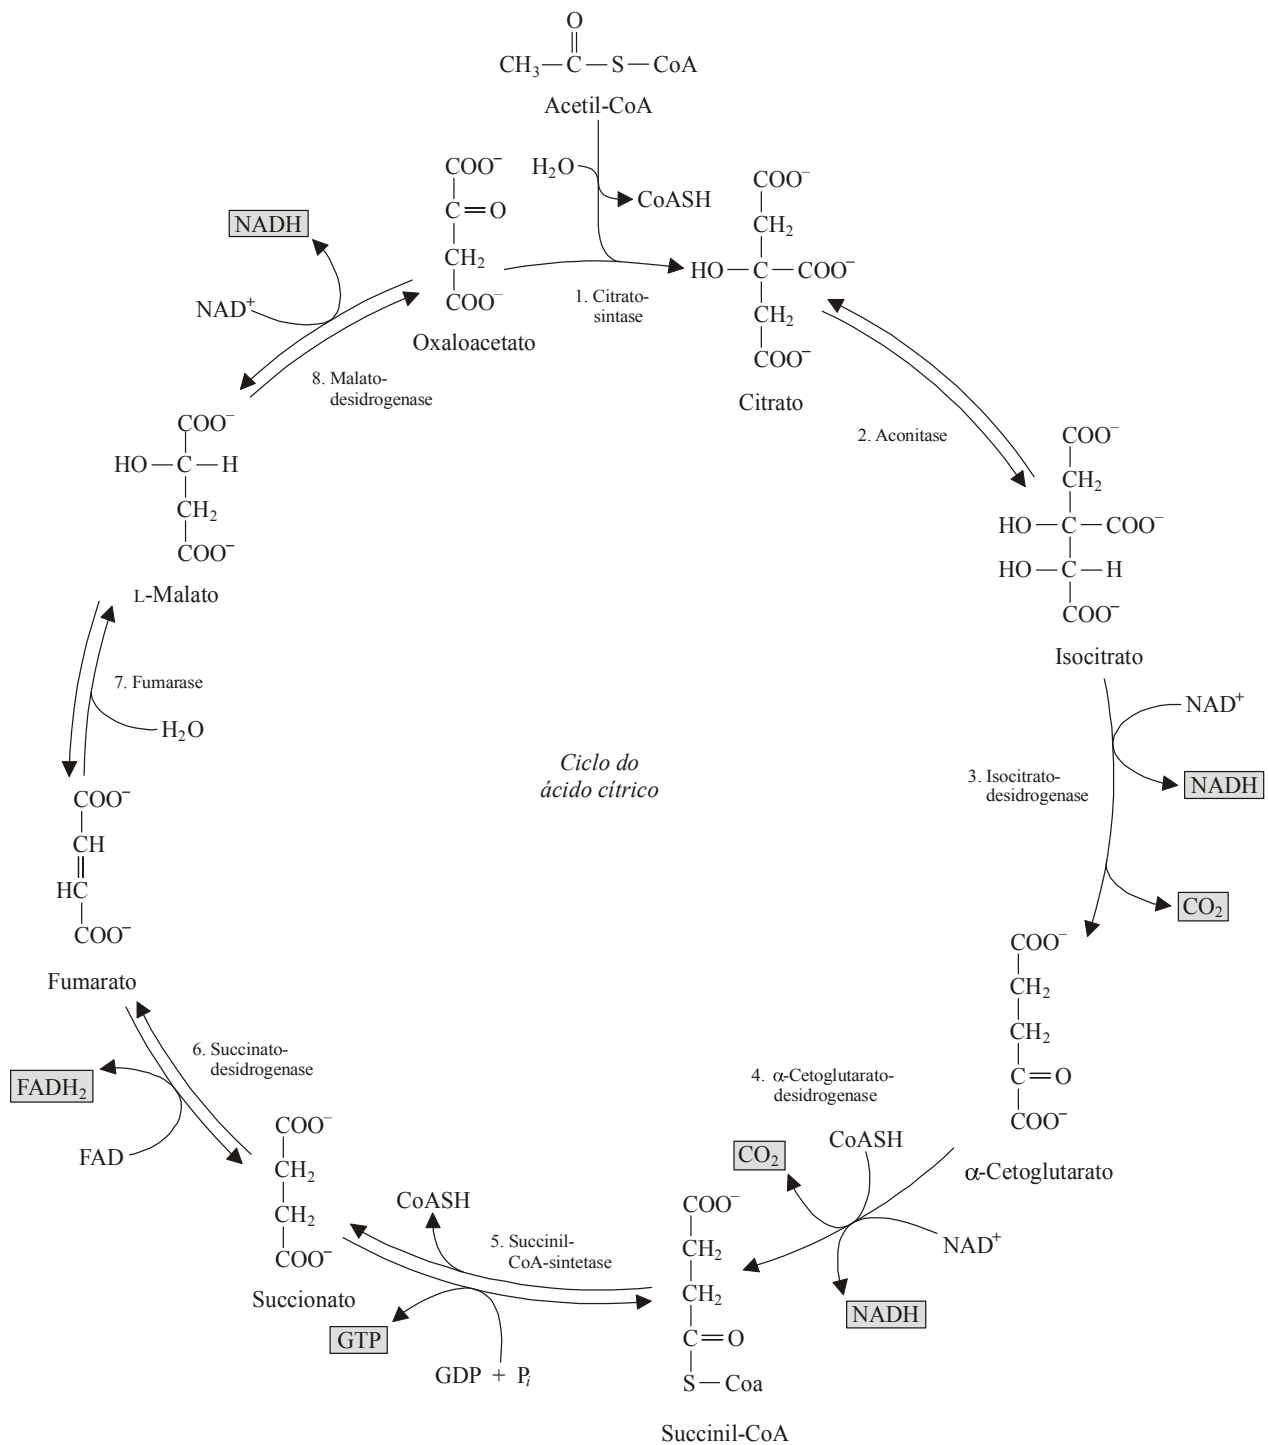 O
CH₃—C—S—CoA
Acetil-CoA
H₂O
CoASH
COO⁻
C=O
CH₂
COO⁻
Oxaloacetato
1. Citrato-
sintase
COO⁻
CH₂
HO—C—COO⁻
CH₂
COO⁻
Citrato
2. Aconitase
COO⁻
CH₂
HO—C—COO⁻
HO—C—H
COO⁻
Isocitrato
NAD⁺
3. Isocitrato-
desidrogenase
NADH
CO₂
COO⁻
CH₂
CH₂
C=O
COO⁻
α-Cetoglutarato
4. α-Cetoglutarato-
desidrogenase
CoASH
CO₂
NAD⁺
NADH
COO⁻
CH₂
CH₂
C=O
S—Coa
Succinil-CoA
5. Succinil-
CoA-sintetase
CoASH
GTP
GDP + Pᵢ
COO⁻
CH₂
CH₂
COO⁻
Succionato
6. Succinato-
desidrogenase
FADH₂
FAD
COO⁻
CH
HC
COO⁻
Fumarato
7. Fumarase
H₂O
COO⁻
HO—C—H
CH₂
COO⁻
L-Malato
8. Malato-
desidrogenase
NADH
NAD⁺
Ciclo do
ácido cítrico